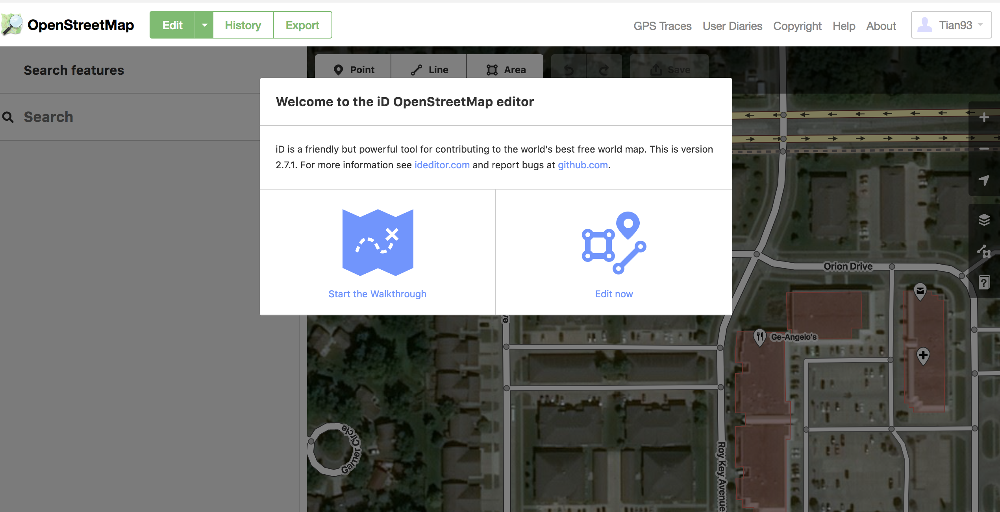 OpenStreetMap
Edit
History
Export
GPS Traces
User Diaries
Copyright
Help
About
Tian93
Search features
Point
Line
Area
Save
Search
Welcome to the iD OpenStreetMap editor
iD is a friendly but powerful tool for contributing to the world's best free world map. This is version
2.7.1. For more information see ideditor.com and report bugs at github.com.
Start the Walkthrough
Edit now
Orion Drive
ve
Ge-Angelo's
Garner Circle
Roy Key Avenue